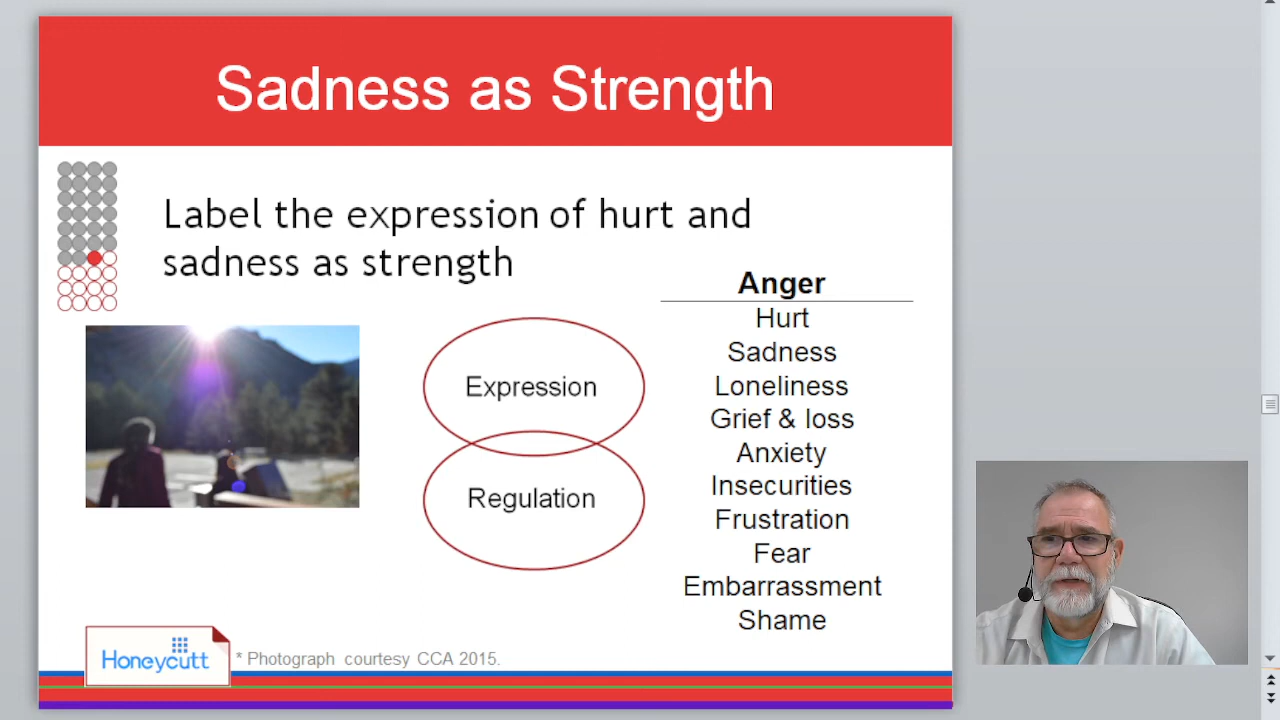 Sadness as Strength
Label the expression of hurt and
sadness as strength
Expression
Regulation
Anger
Hurt
Sadness
Loneliness
Grief & loss
Anxiety
Insecurities
Frustration
Fear
Embarrassment
Shame
Honeycutt
* Photograph courtesy CCA 2015.